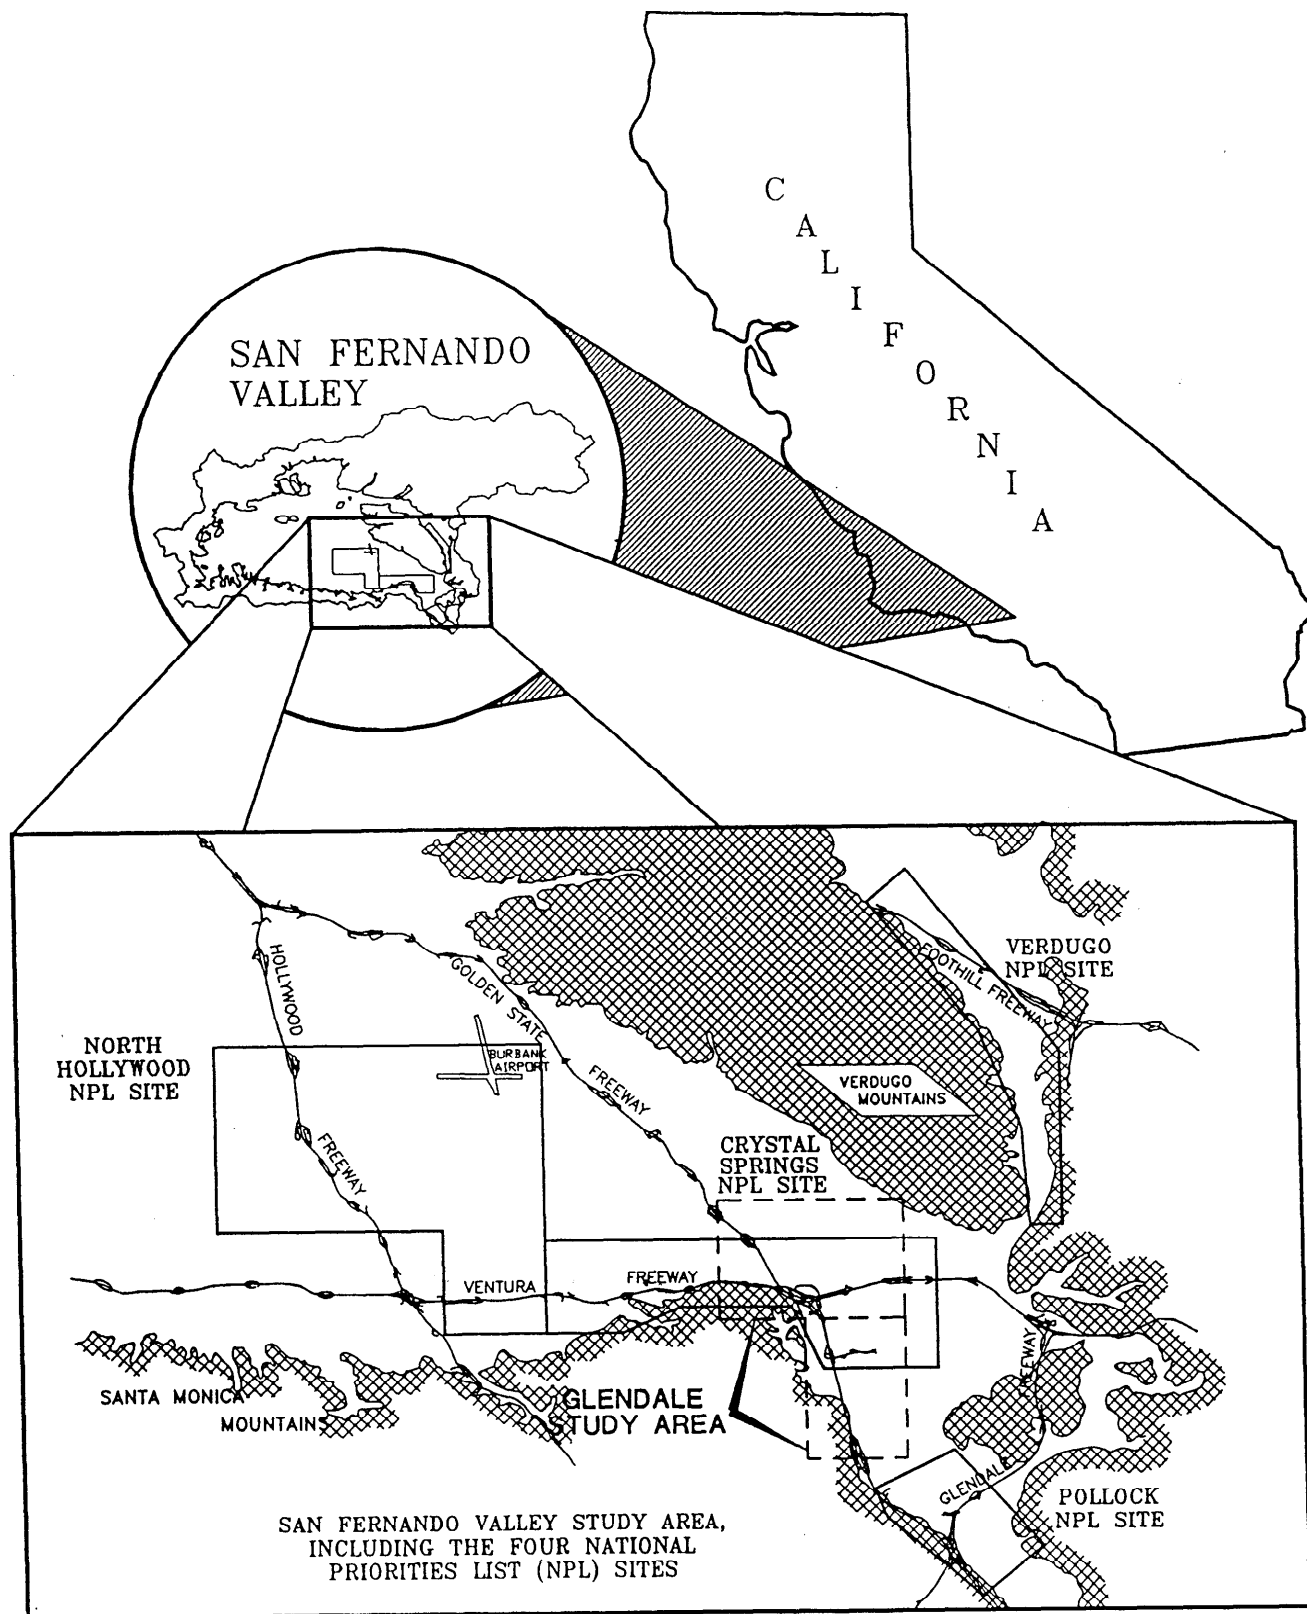 CALIFORNIA
SAN FERNANDO
VALLEY
HOLLYWOOD
FREEWAY
GOLDEN STATE
FREEWAY
FOOTHILL FREEWAY
VERDUGO
NPL SITE
NORTH
HOLLYWOOD
NPL SITE
BURBANK
AIRPORT
VERDUGO
MOUNTAINS
CRYSTAL
SPRINGS
NPL SITE
VENTURA
FREEWAY
SANTA MONICA
MOUNTAINS
GLENDALE
STUDY AREA
GLENDALE
FREEWAY
POLLOCK
NPL SITE
SAN FERNANDO VALLEY STUDY AREA,
INCLUDING THE FOUR NATIONAL
PRIORITIES LIST (NPL) SITES